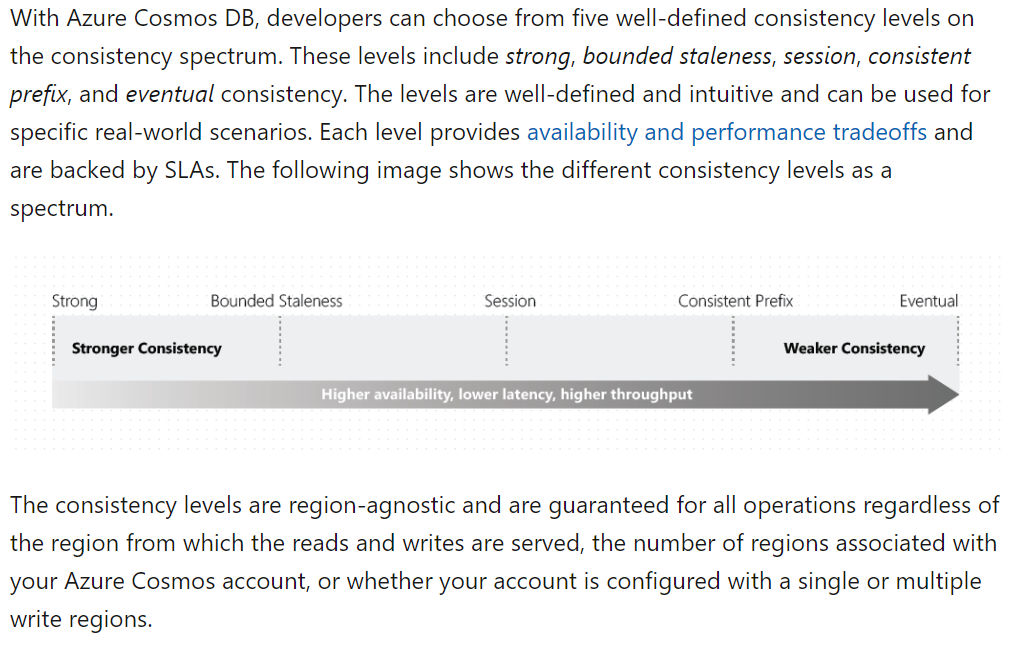 With Azure Cosmos DB, developers can choose from five well-defined consistency levels on
the consistency spectrum. These levels include strong, bounded staleness, session, consistent
prefix, and eventual consistency. The levels are well-defined and intuitive and can be used for
specific real-world scenarios. Each level provides availability and performance tradeoffs and
are backed by SLAs. The following image shows the different consistency levels as a
spectrum.
Strong Bounded Staleness Session Consistent Prefix Eventual
Stronger Consistency Weaker Consistency
Higher availability, lower latency, higher throughput
The consistency levels are region-agnostic and are guaranteed for all operations regardless of
the region from which the reads and writes are served, the number of regions associated with
your Azure Cosmos account, or whether your account is configured with a single or multiple
write regions.